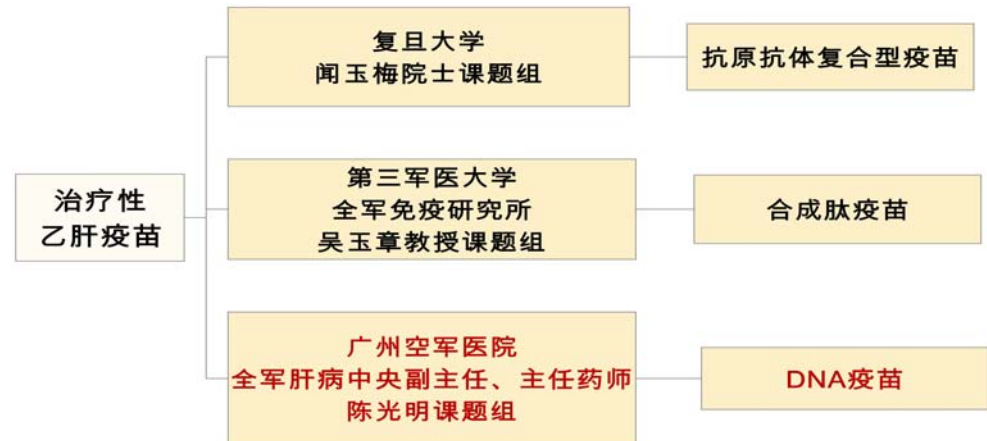 治疗性
乙肝疫苗
复旦大学
闻玉梅院士课题组
抗原抗体复合型疫苗
第三军医大学
全军免疫研究所
吴玉章教授课题组
合成肽疫苗
广州空军医院
全军肝病中央副主任、主任药师
陈光明课题组
DNA疫苗